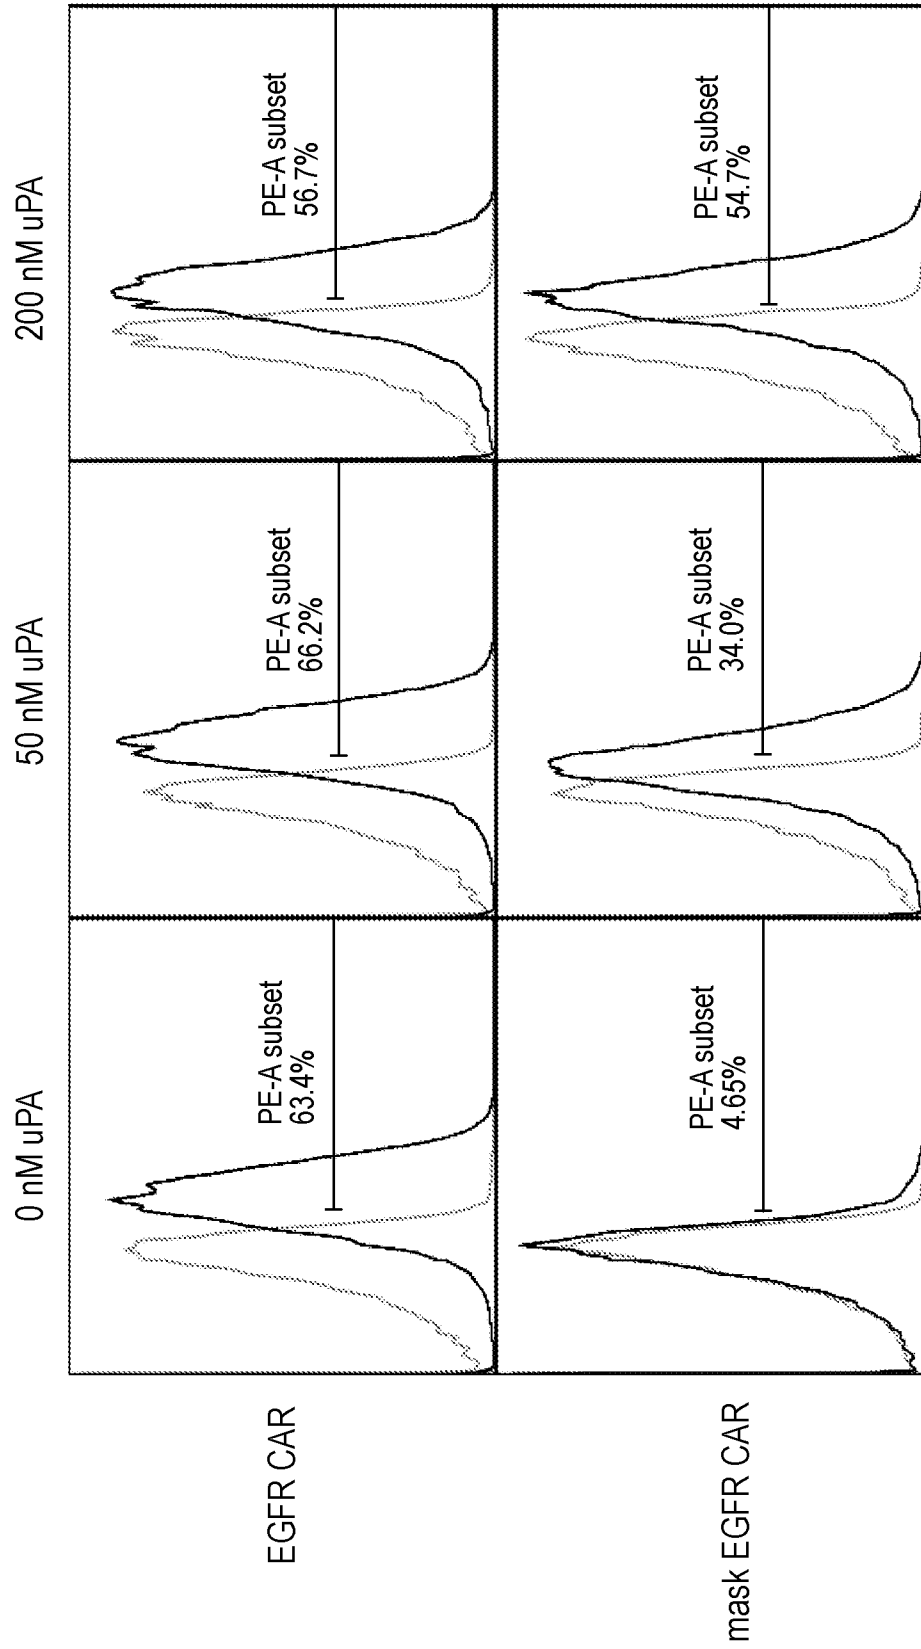 0 nM uPA
50 nM uPA
200 nM uPA
EGFR CAR
PE-A subset
63.4%
PE-A subset
66.2%
PE-A subset
56.7%
mask EGFR CAR
PE-A subset
4.65%
PE-A subset
34.0%
PE-A subset
54.7%